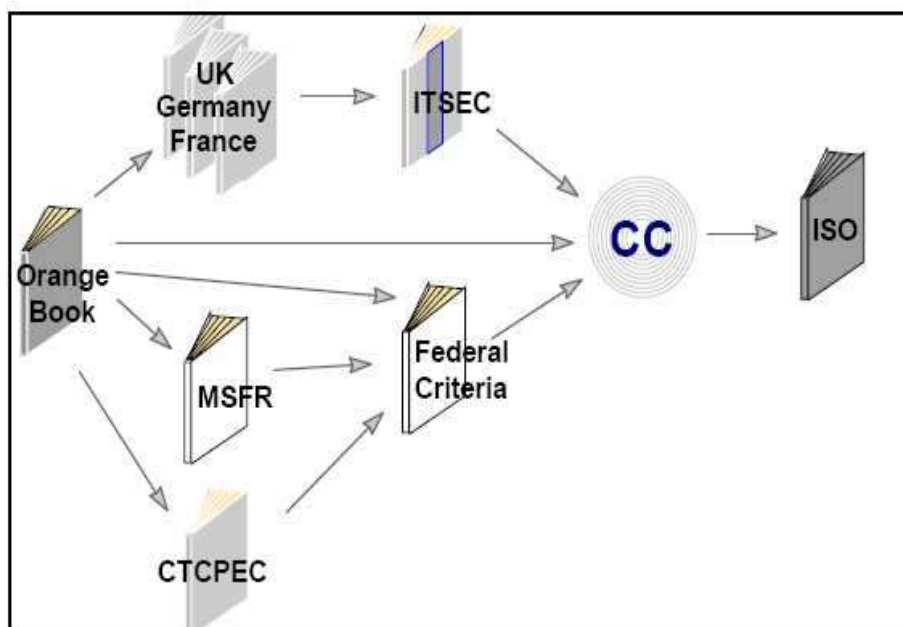 UK
Germany
France
ITSEC
CC
ISO
Orange
Book
MSFR
Federal
Criteria
CTCPEC